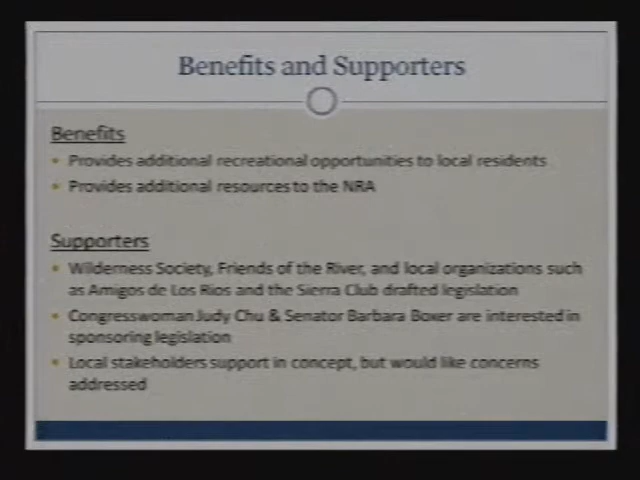 Benefits and Supporters
Benefits
• Provides additional recreational opportunities to local residents
• Provides additional resources to the NRA
Supporters
• Wilderness Society, Friends of the River, and local organizations such
as Amigos de Los Rios and the Sierra Club drafted legislation
• Congresswoman Judy Chu & Senator Barbara Boxer are interested in
sponsoring legislation
• Local stakeholders support in concept, but would like concerns
addressed